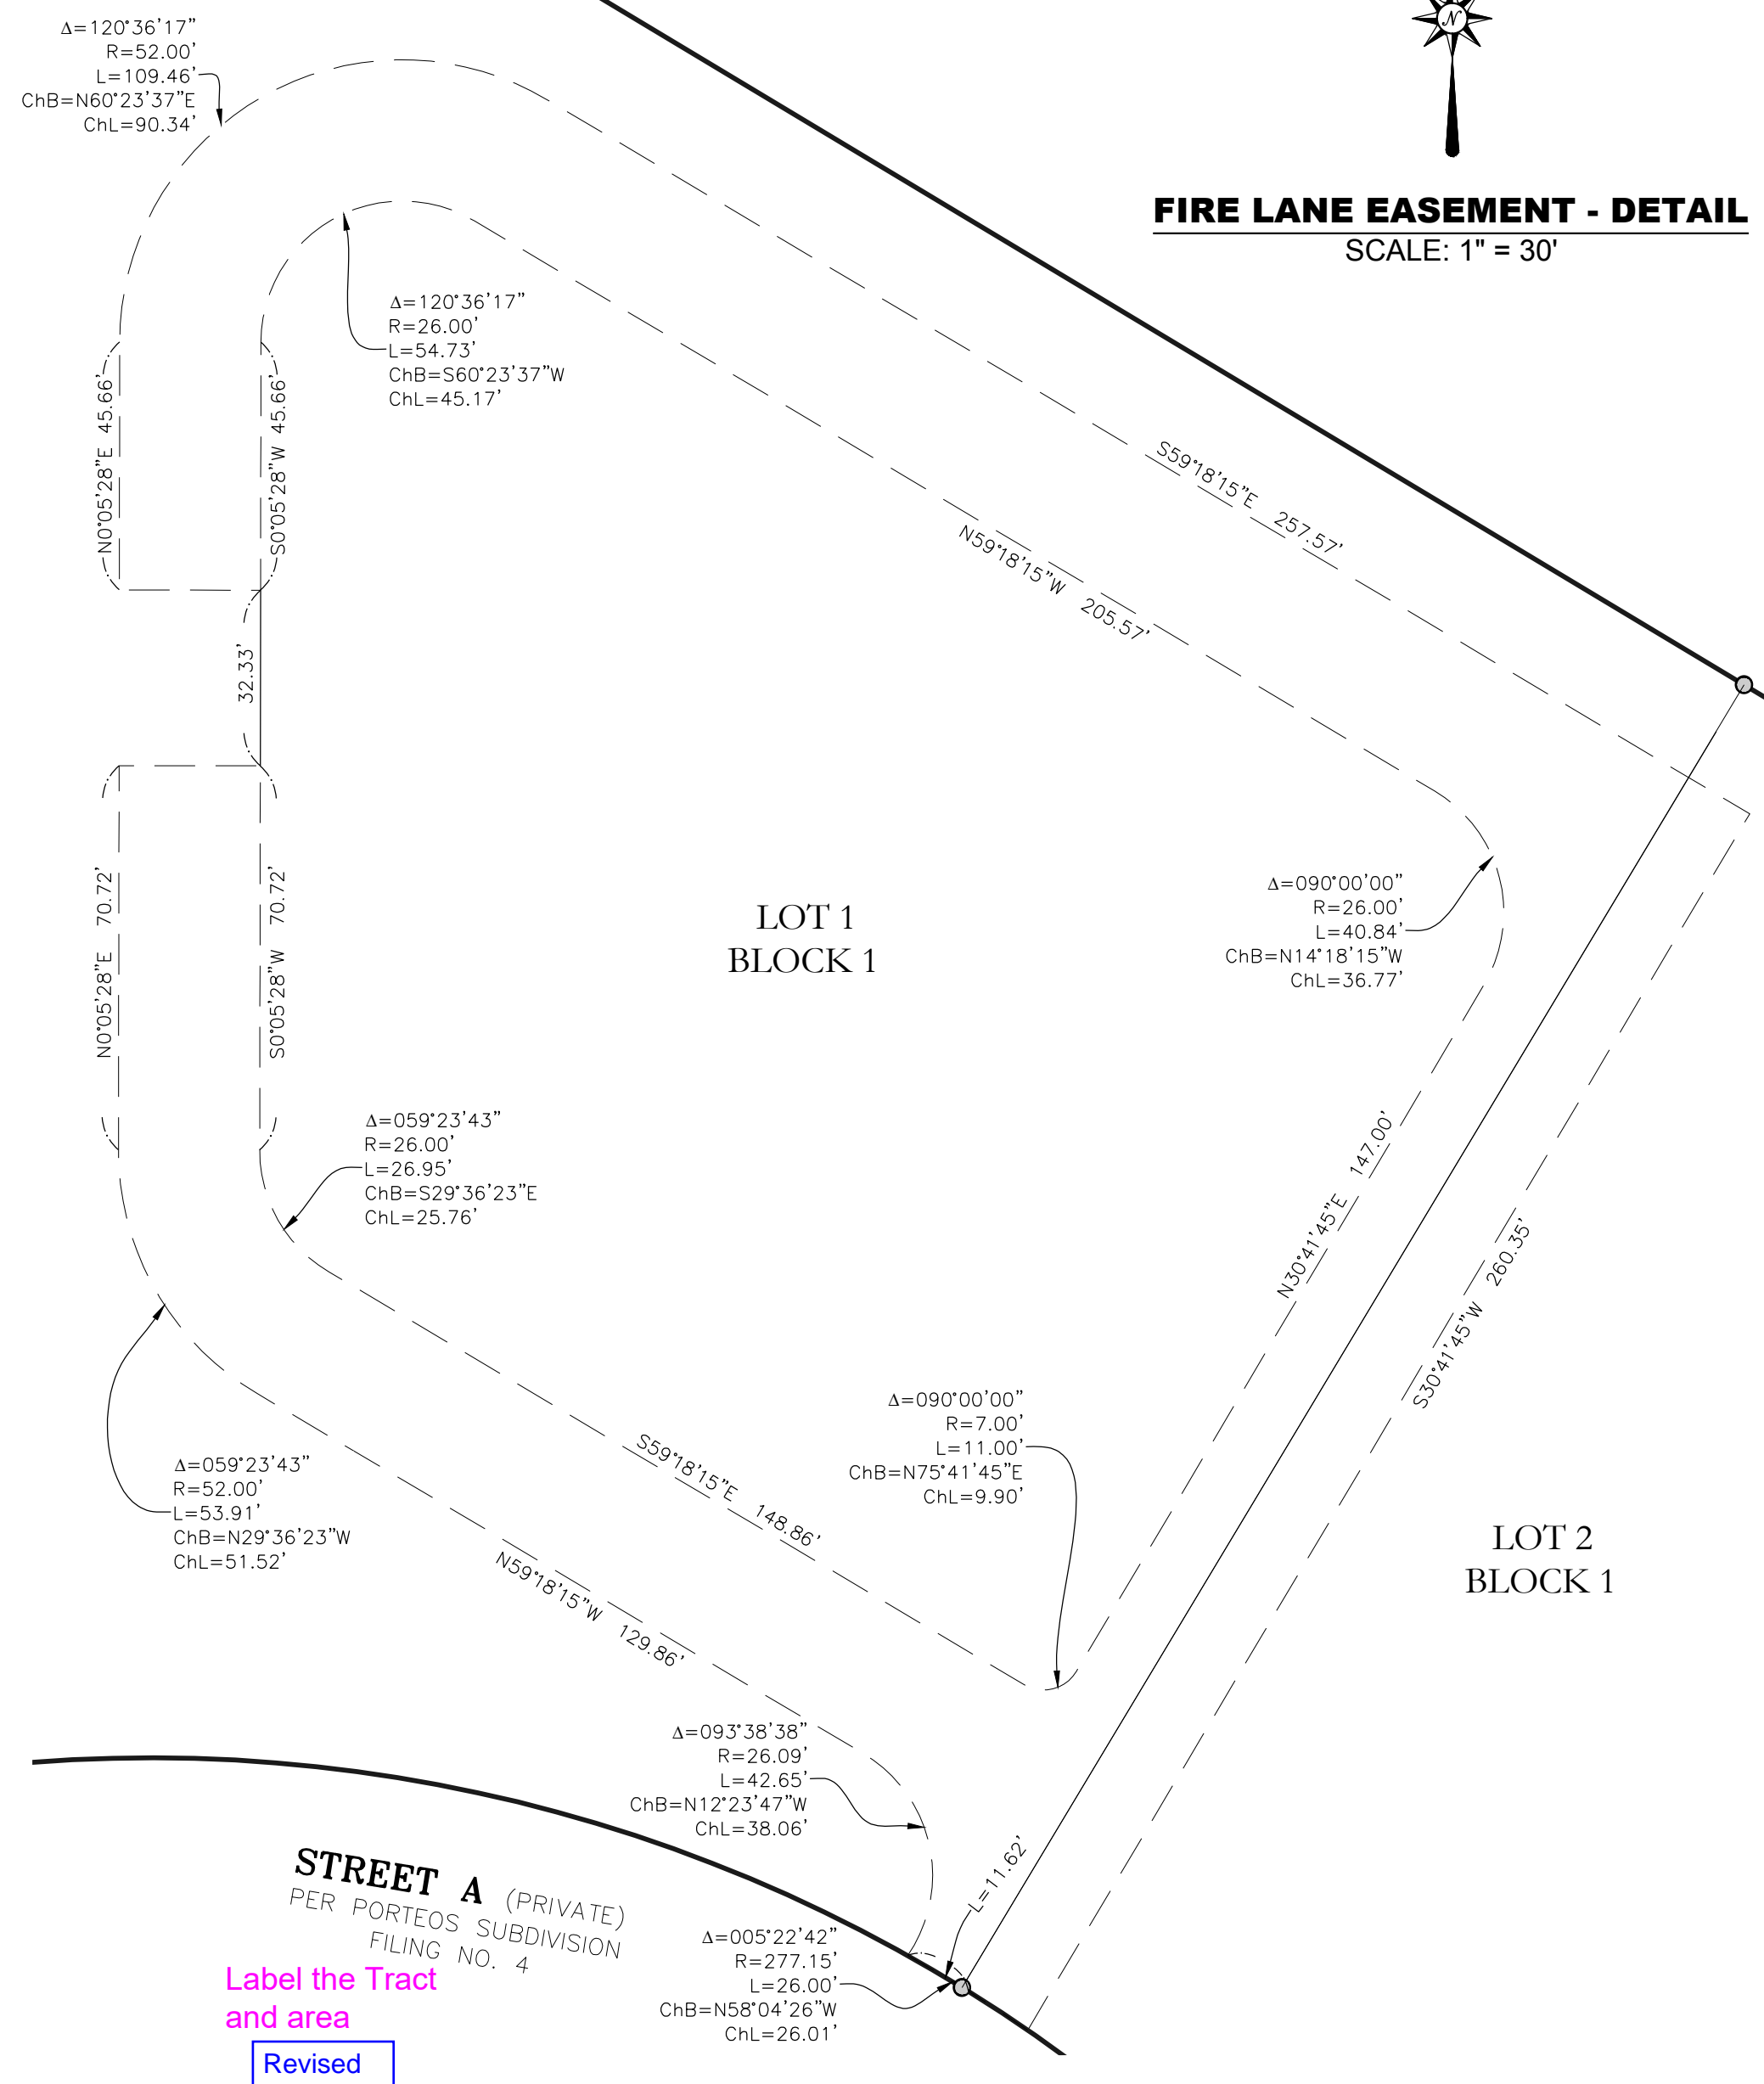 Δ=120°36'17"
R=52.00'
L=109.46'
ChB=N60°23'37"E
ChL=90.34'
N
FIRE LANE EASEMENT - DETAIL
SCALE: 1" = 30'
Δ=120°36'17"
R=26.00'
L=54.73'
ChB=S60°23'37"W
ChL=45.17'
N0°05'28"E 45.66'
S0°05'28"W 45.66'
S59°18'15"E 257.57'
N59°18'15"W 205.57'
32.33'
N0°05'28"E 70.72'
S0°05'28"W 70.72'
LOT 1
BLOCK 1
Δ=090°00'00"
R=26.00'
L=40.84'
ChB=N14°18'15"W
ChL=36.77'
Δ=059°23'43"
R=26.00'
L=26.95'
ChB=S29°36'23"E
ChL=25.76'
N30°41'45"E 147.00'
S30°41'45"W 260.35'
Δ=090°00'00"
R=7.00'
L=11.00'
ChB=N75°41'45"E
ChL=9.90'
Δ=059°23'43"
R=52.00'
L=53.91'
ChB=N29°36'23"W
ChL=51.52'
S59°18'15"E 148.86'
N59°18'15"W 129.86'
LOT 2
BLOCK 1
Δ=093°38'38"
R=26.09'
L=42.65'
ChB=N12°23'47"W
ChL=38.06'
L=11.62'
STREET A (PRIVATE)
PER PORTEOS SUBDIVISION
FILING NO. 4
Δ=005°22'42"
R=277.15'
L=26.00'
ChB=N58°04'26"W
ChL=26.01'
Label the Tract
and area
Revised